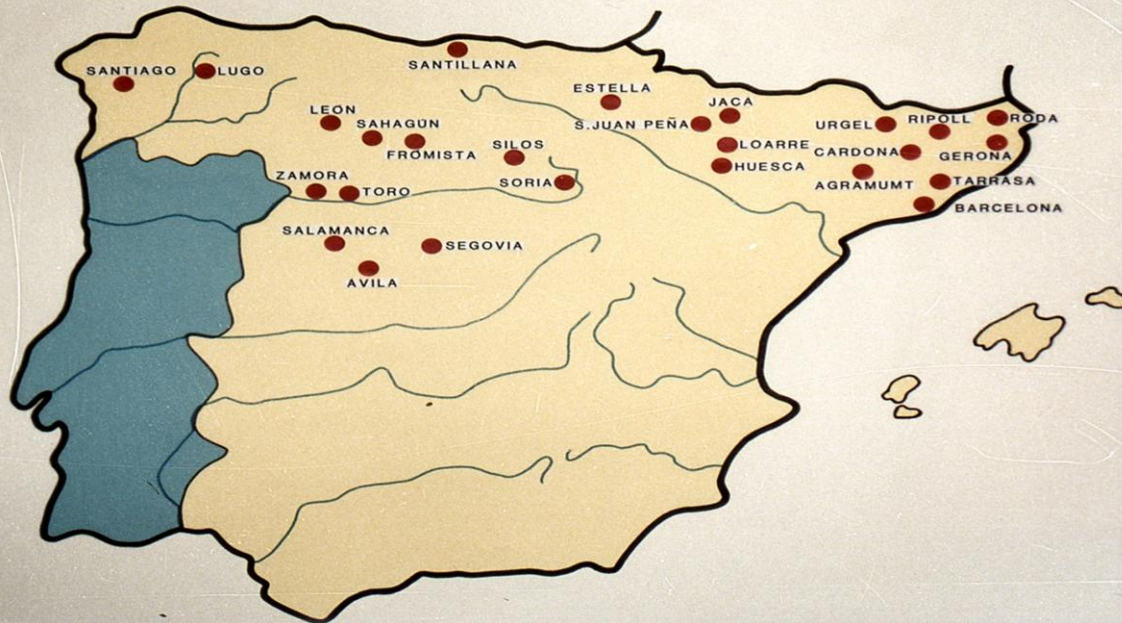 SANTILLANA
SANTIAGO
LUGO
ESTELLA
JACA
LEON
SAHAGÚN
S.JUAN PEÑA
URGEL
RIPOLL
RODA
FROMISTA
SILOS
LOARRE
CARDONA
GERONA
HUESCA
ZAMORA
TORO
SORIA
AGRAMUMT
TARRASA
BARCELONA
SALAMANCA
SEGOVIA
AVILA